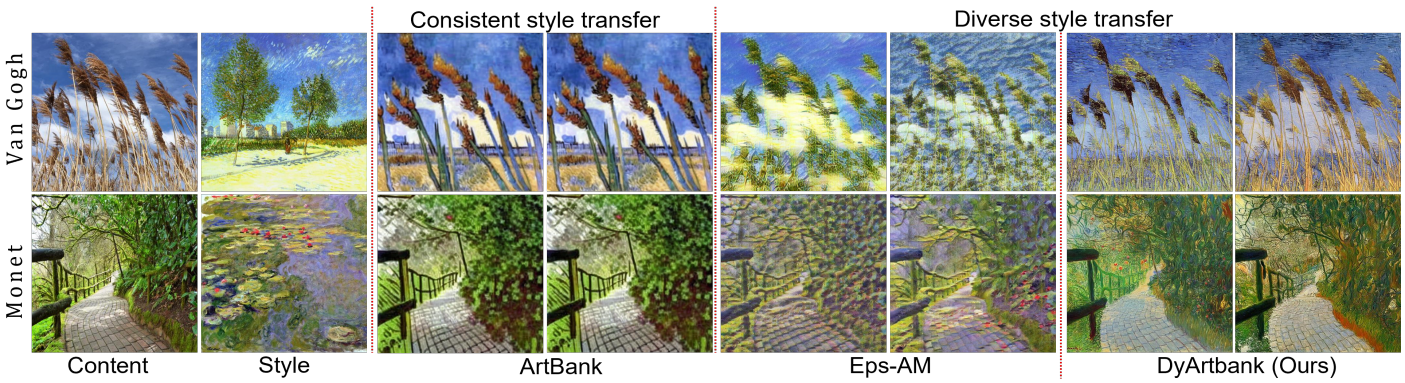 Consistent style transfer
Diverse style transfer
Van Gogh
Monet
Content
Style
ArtBank
Eps-AM
DyArtbank (Ours)